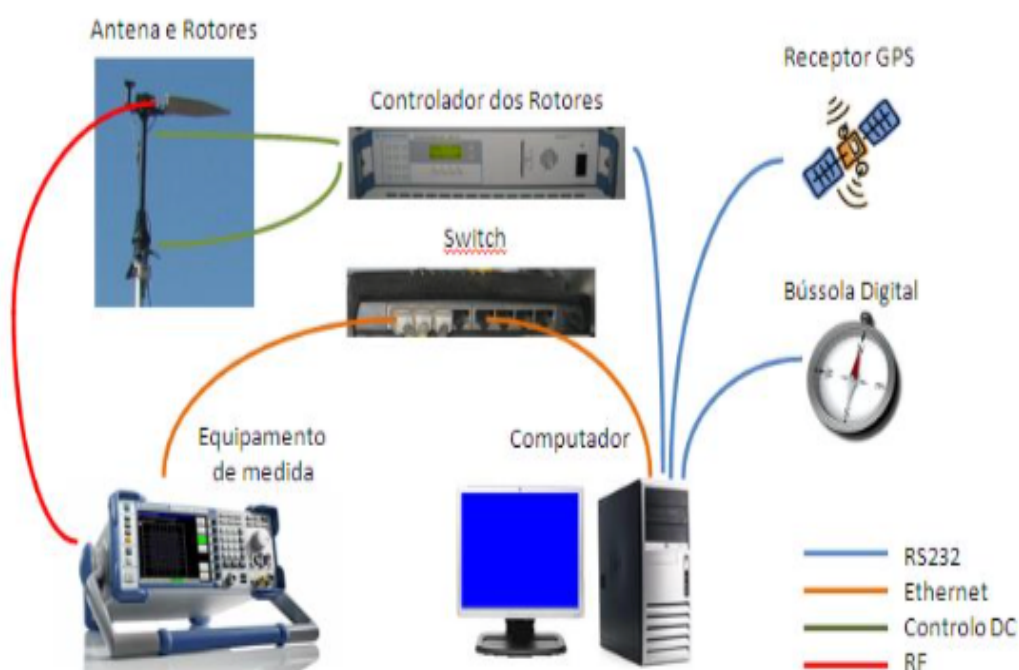 Antena e Rotores
Controlador dos Rotores
Receptor GPS
Switch
Bússola Digital
Equipamento
de medida
Computador
RS232
Ethernet
Controlo DC
RF